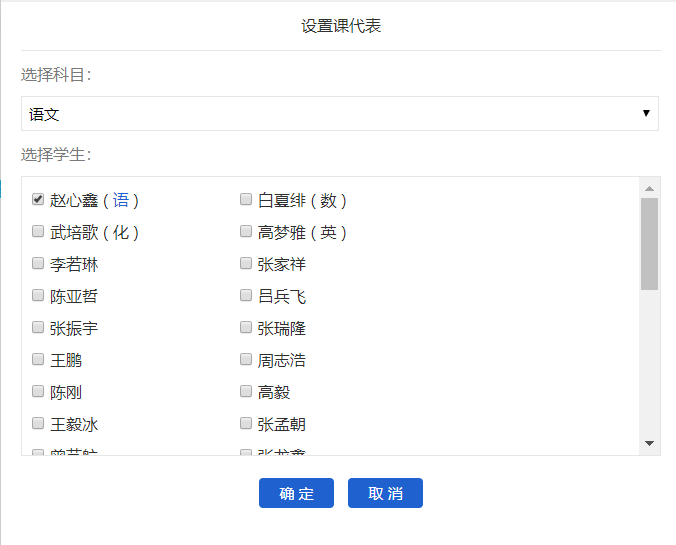 设置课代表
选择科目:
语文
选择学生:
赵心鑫 ( 语 ) 白夏绯 ( 数 )
武培歌 ( 化 ) 高梦雅 ( 英 )
李若琳 张家祥
陈亚哲 吕兵飞
张振宇 张瑞隆
王鹏 周志浩
陈刚 高毅
王毅冰 张孟朝
确 定 取 消